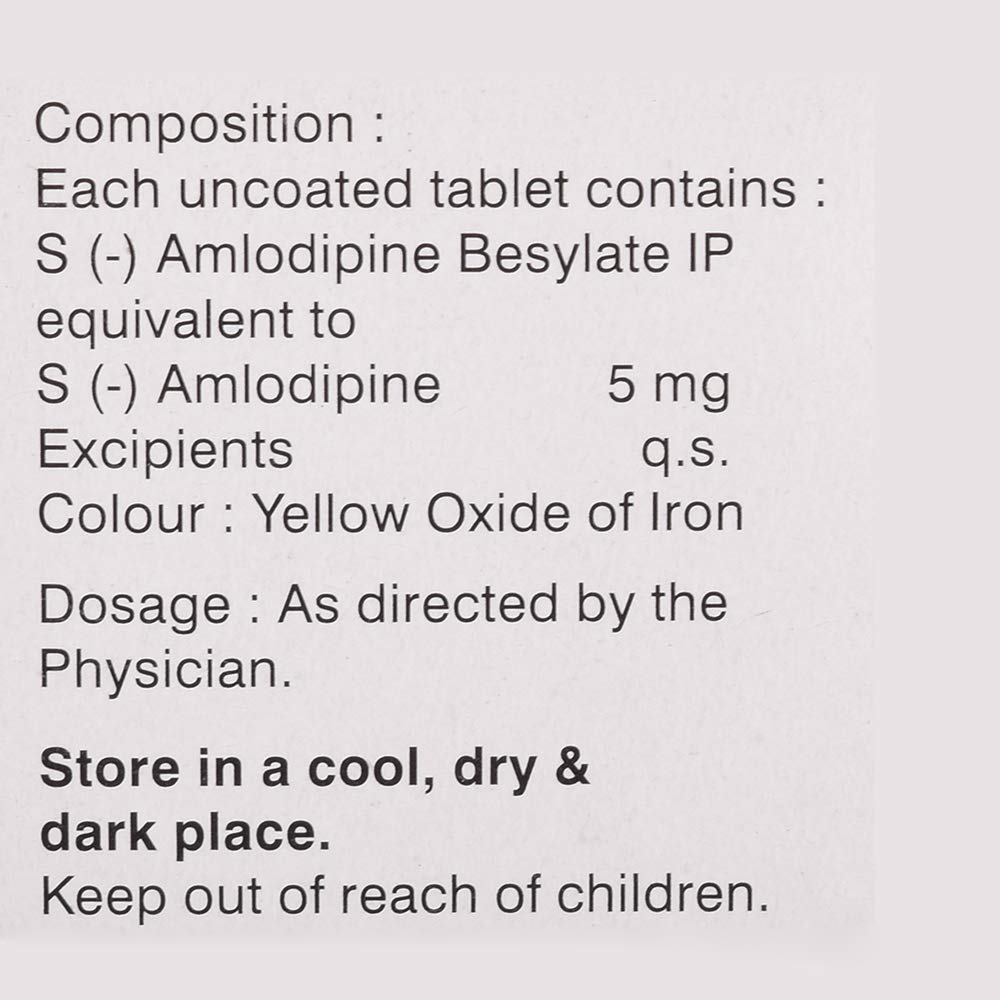 Composition :
Each uncoated tablet contains :
S (-) Amlodipine Besylate IP
equivalent to
S (-) Amlodipine 5 mg
Excipients q.s.
Colour : Yellow Oxide of Iron
Dosage : As directed by the
Physician.
Store in a cool, dry &
dark place.
Keep out of reach of children.